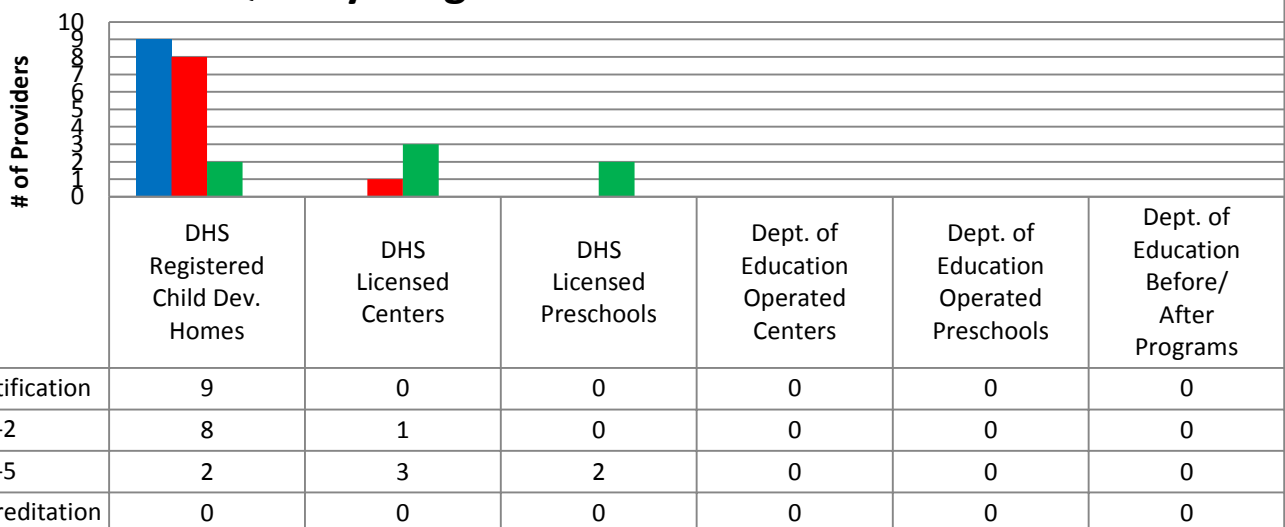 # of Providers
10
9
8
7
6
5
4
3
2
1
0
DHS
Registered
Child Dev.
Homes
DHS
Licensed
Centers
DHS
Licensed
Preschools
Dept. of
Education
Operated
Centers
Dept. of
Education
Operated
Preschools
Dept. of
Education
Before/
After
Programs
tification 9 0 0 0 0 0
-2 8 1 0 0 0 0
-5 2 3 2 0 0 0
reditation 0 0 0 0 0 0